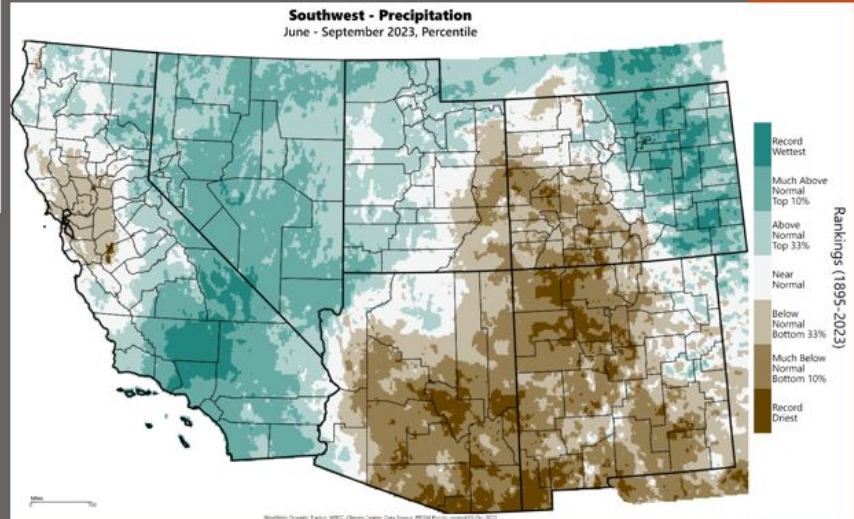 Southwest - Precipitation
June - September 2023, Percentile
Record
Wettest
Much Above
Normal
Top 10%
Above
Normal
Top 33%
Near
Normal
Below
Normal
Bottom 33%
Much Below
Normal
Bottom 10%
Record
Driest
Rankings (1895-2023)
Miles